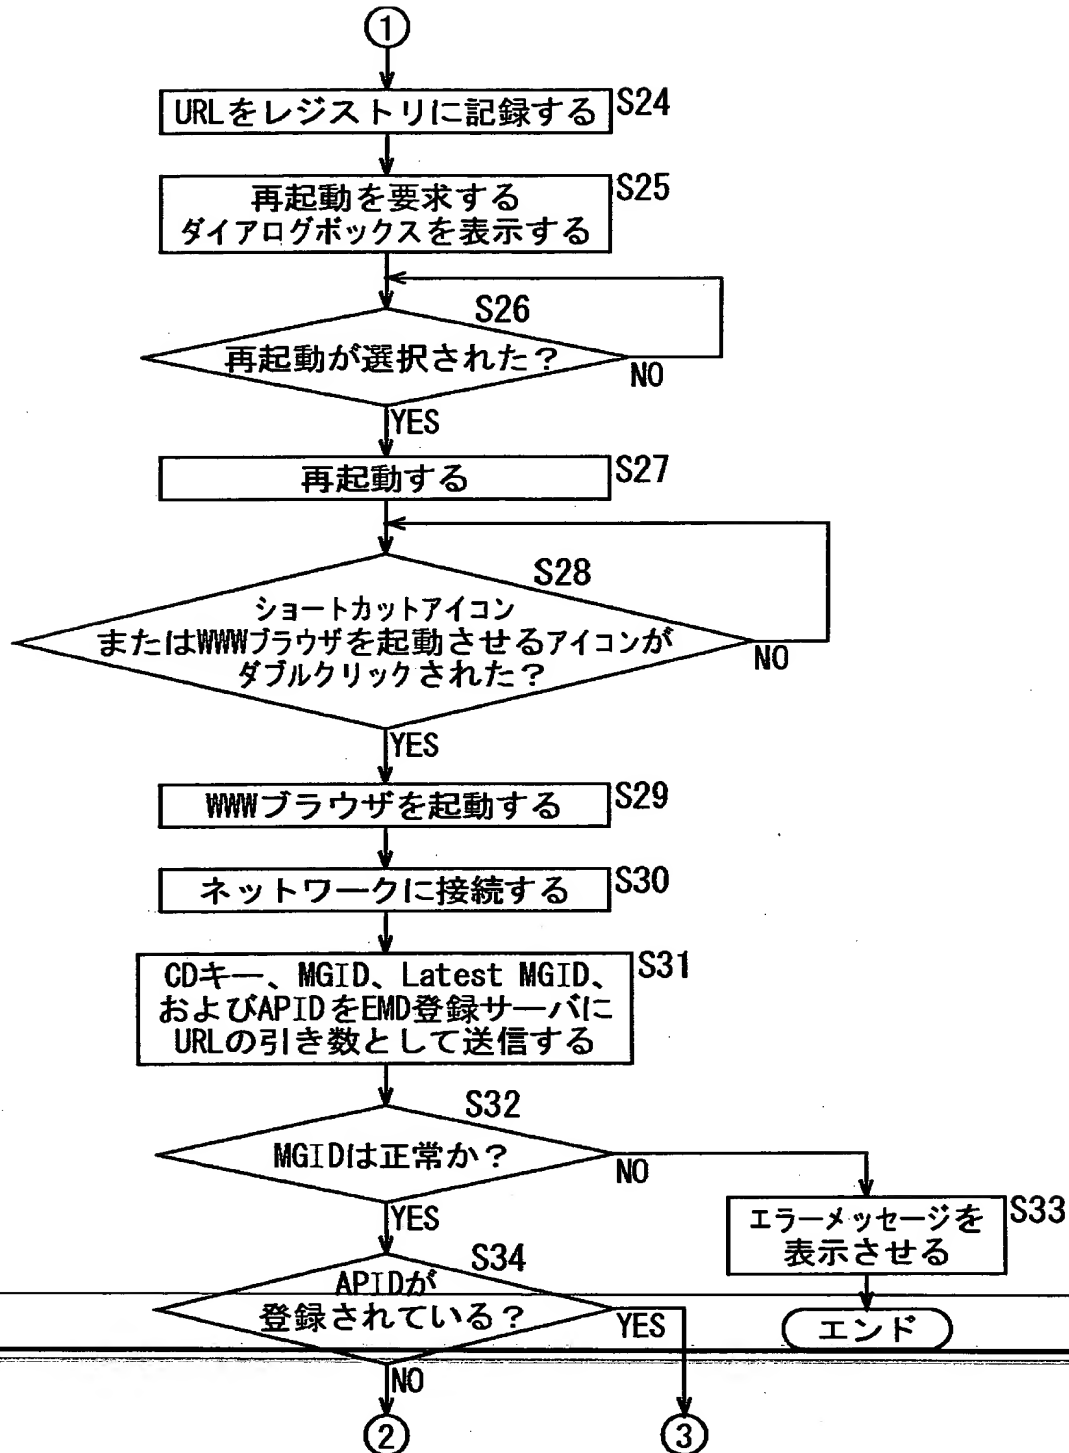 ①
URLをレジストリに記録する
S24
再起動を要求する
ダイアログボックスを表示する
S25
S26
再起動が選択された?
NO
YES
再起動する
S27
S28
ショートカットアイコン
またはWWWブラウザを起動させるアイコンが
ダブルクリックされた?
NO
YES
WWWブラウザを起動する
S29
ネットワークに接続する
S30
CDキー、MGID、Latest MGID、
およびAPIDをEMD登録サーバに
URLの引き数として送信する
S31
S32
MGIDは正常か?
NO
YES
エラーメッセージを
表示させる
S33
S34
APIDが
登録されている?
YES
エンド
NO
②
③